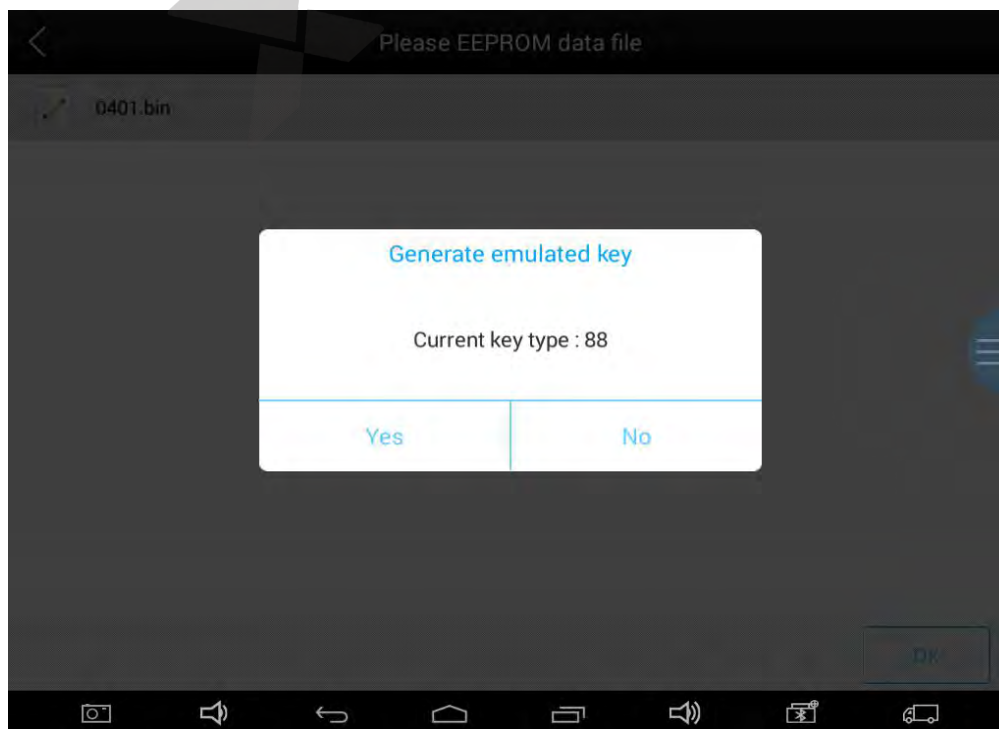 Please EEPROM data file
0401.bin
Generate emulated key
Current key type : 88
Yes
No
OK